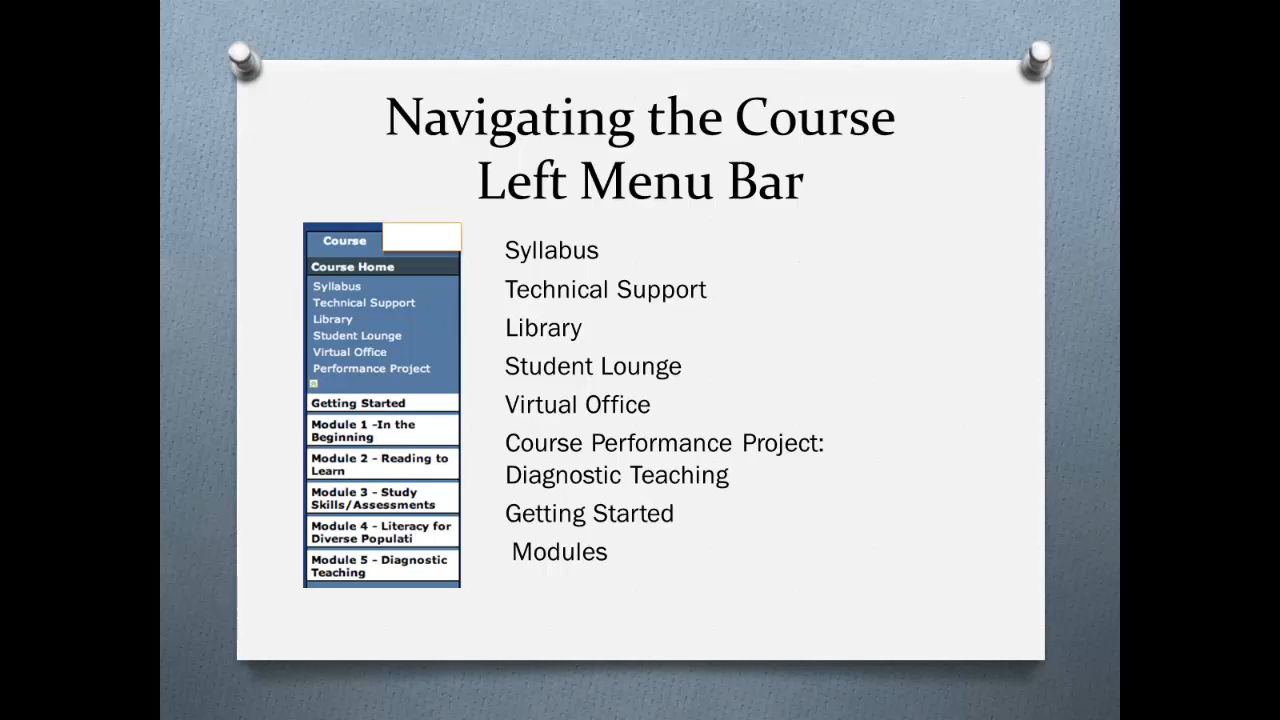 Navigating the Course
Left Menu Bar
Course
Course Home
Syllabus
Technical Support
Library
Student Lounge
Virtual Office
Performance Project
Getting Started
Module 1 -In the
Beginning
Module 2 - Reading to
Learn
Module 3 - Study
Skills/Assessments
Module 4 - Literacy for
Diverse Populati
Module 5 - Diagnostic
Teaching
Syllabus
Technical Support
Library
Student Lounge
Virtual Office
Course Performance Project:
Diagnostic Teaching
Getting Started
Modules